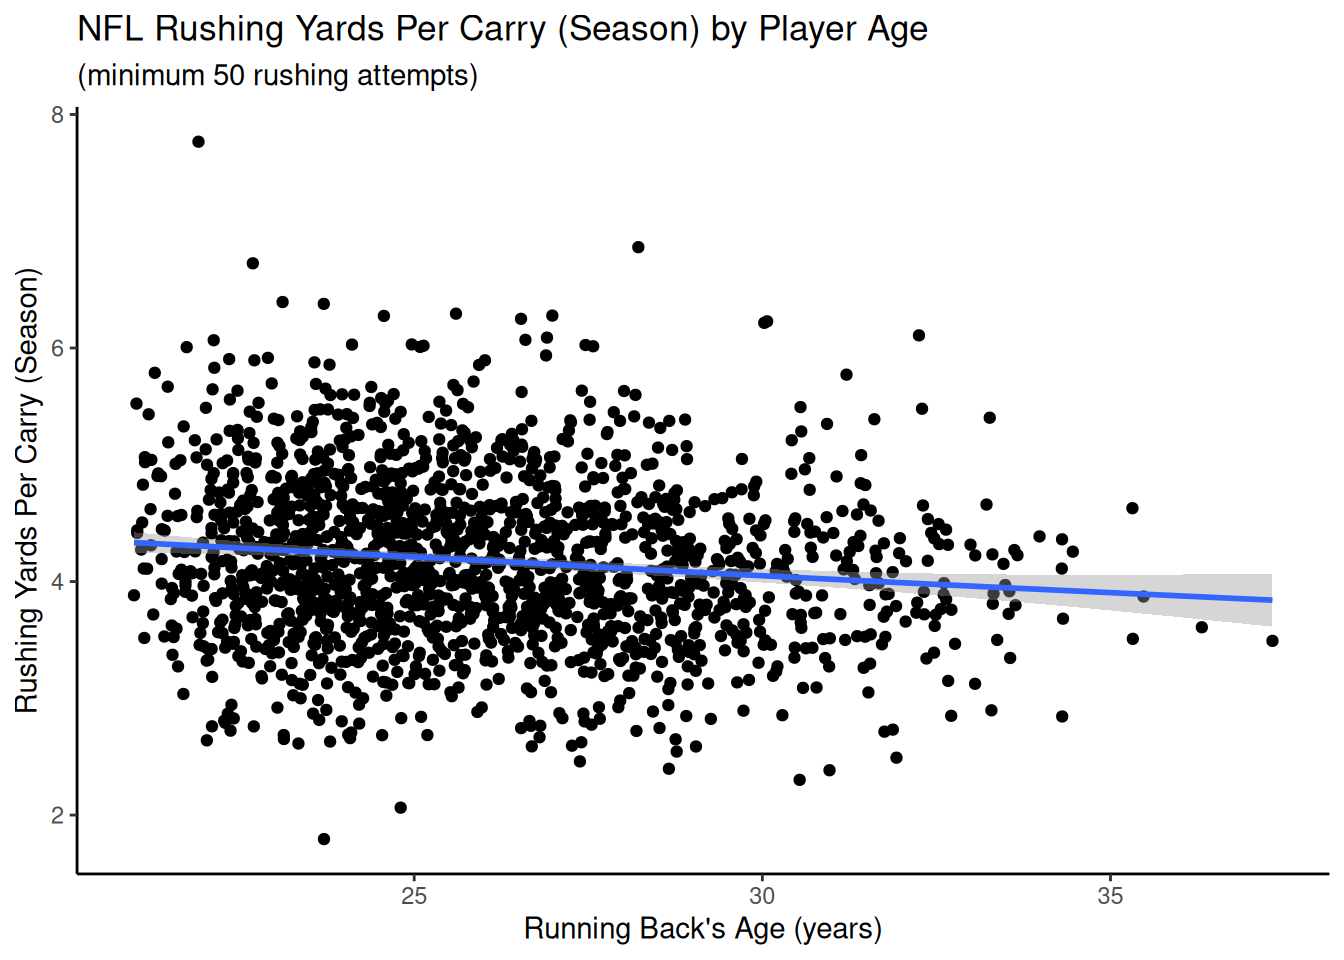 NFL Rushing Yards Per Carry (Season) by Player Age
(minimum 50 rushing attempts)
8
6
4
2
Rushing Yards Per Carry (Season)
25
30
35
Running Back's Age (years)